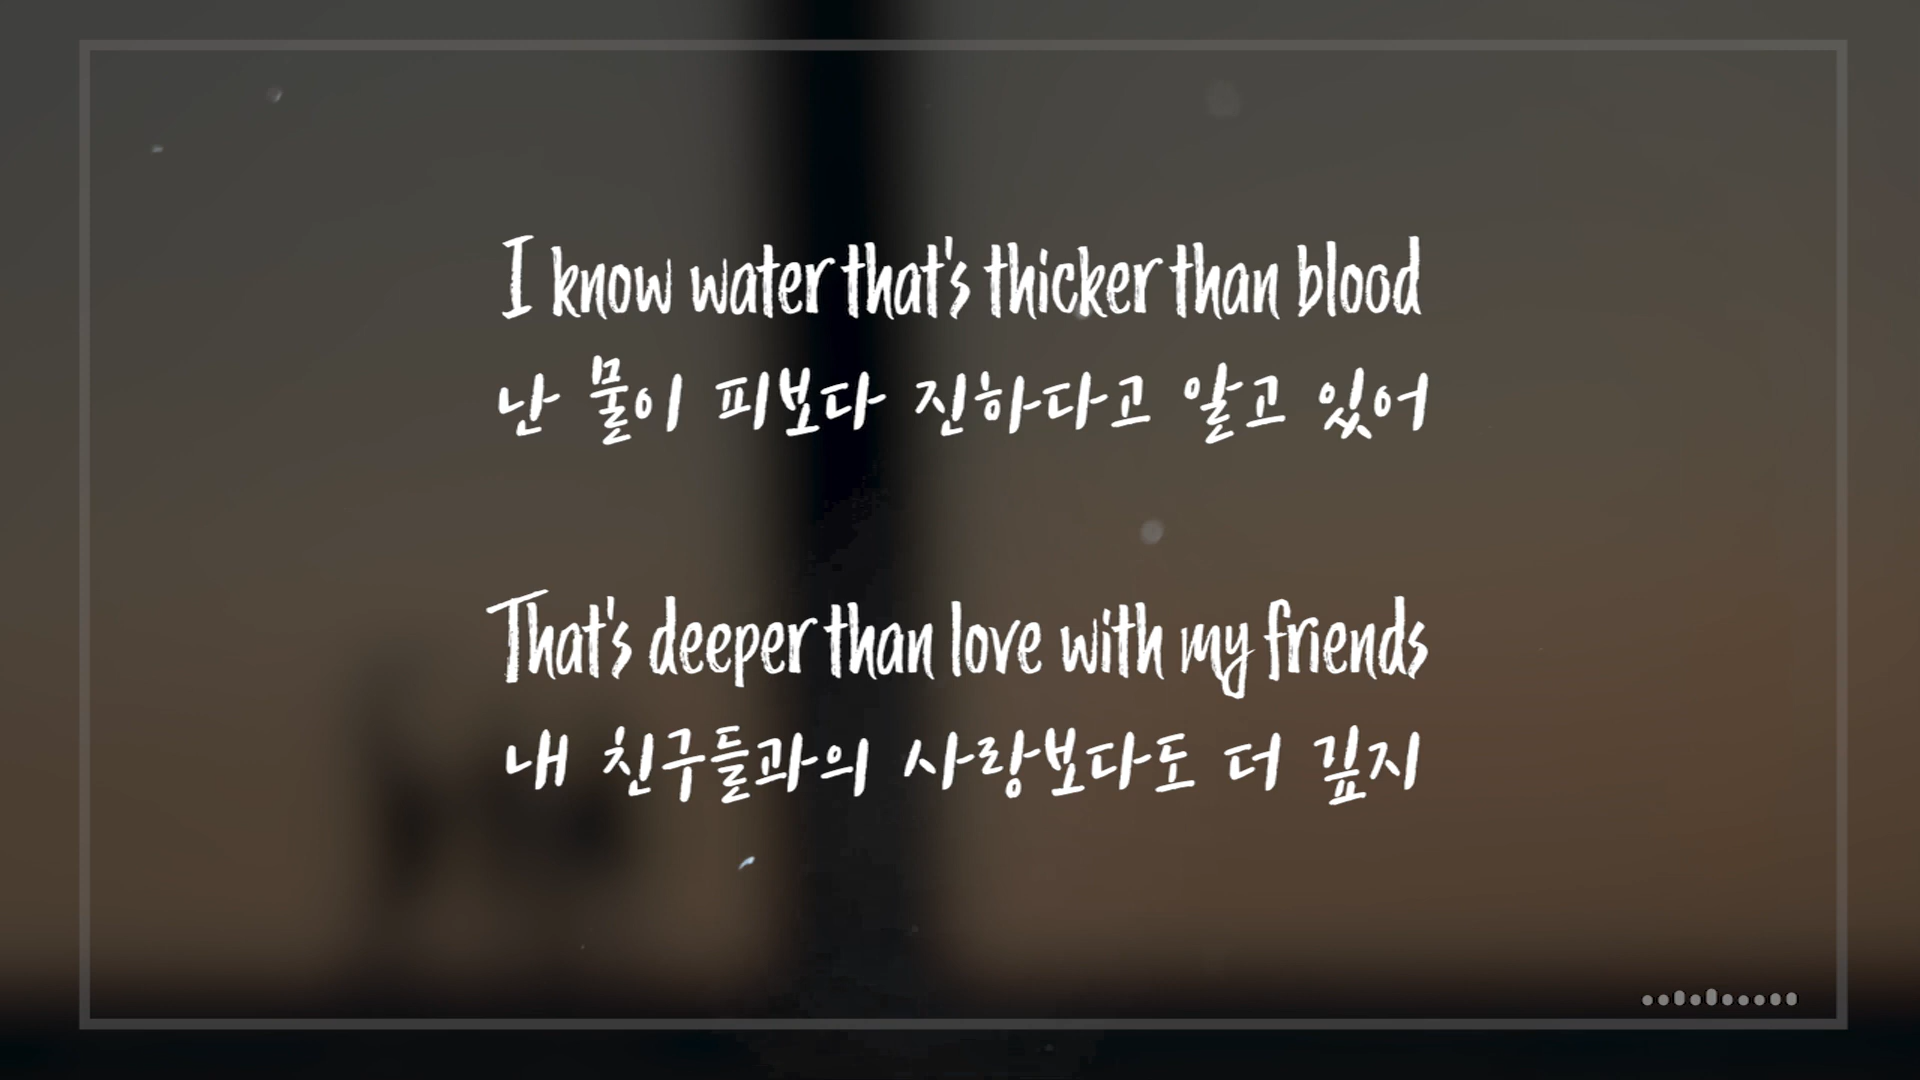 I know water that's thicker than blood
난 물이 피보다 진하다고 알고 있어
That's deeper than love with my friends
내 친구들과의 사랑보다도 더 깊지